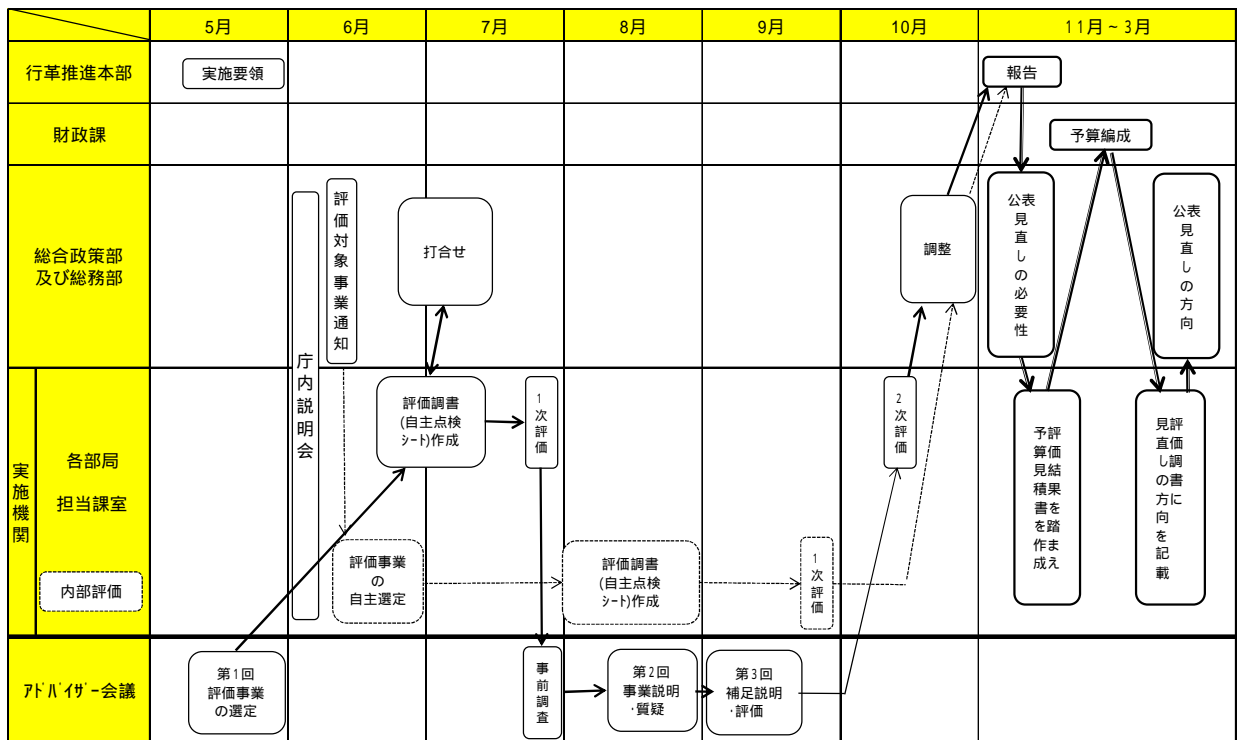 5月
6月
7月
8月
9月
10月
11月~3月
行革推進本部
実施要領
報告
財政課
予算編成
総合政策部
及び総務部
評価対象事業通知
打合せ
調整
公表
見直しの必要性
公表
見直しの方向
実施機関
各部局
担当課室
内部評価
庁内説明会
評価調書
(自主点検
シート)作成
1次評価
2次評価
評価結果を踏まえ
予算見積書を作成
評価調書に
見直しの方向を記載
評価事業
の
自主選定
評価調書
(自主点検
シート)作成
1次評価
アドバイザー会議
第1回
評価事業
の選定
事前調査
第2回
事業説明
・質疑
第3回
補足説明
・評価